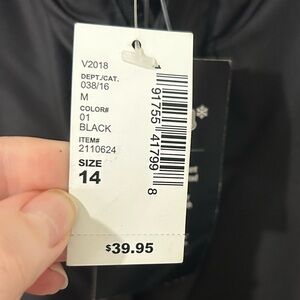 V2018
DEPT./CAT.
038/16
M
COLOR#
01
BLACK
ITEM#
2110624
SIZE
14
91755 41799 8
$39.95